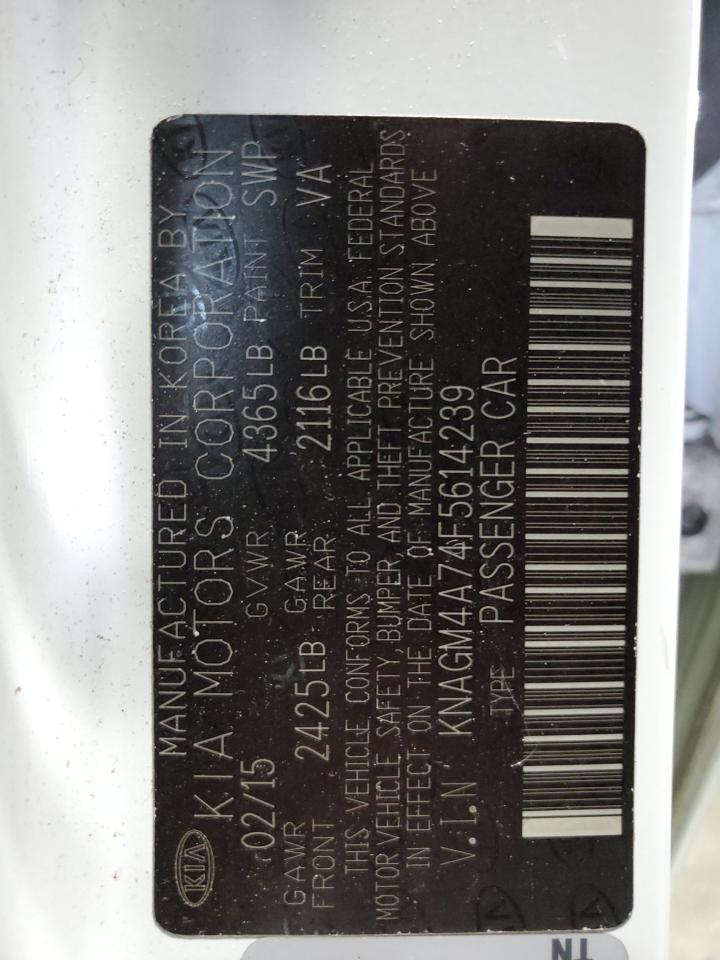 MANUFACTURED IN KOREA BY
KIA KIA MOTORS CORPORATION
02/15 GVWR 4365LB PAINT SWP
GAWR FRONT 2425LB GAWR REAR 2116LB TRIM VA
THIS VEHICLE CONFORMS TO ALL APPLICABLE U.S.A. FEDERAL
MOTOR VEHICLE SAFETY, BUMPER, AND THEFT PREVENTION STANDARDS
IN EFFECT ON THE DATE OF MANUFACTURE SHOWN ABOVE
V.I.N KNAGM4A74F5614239
TYPE PASSENGER CAR
TN